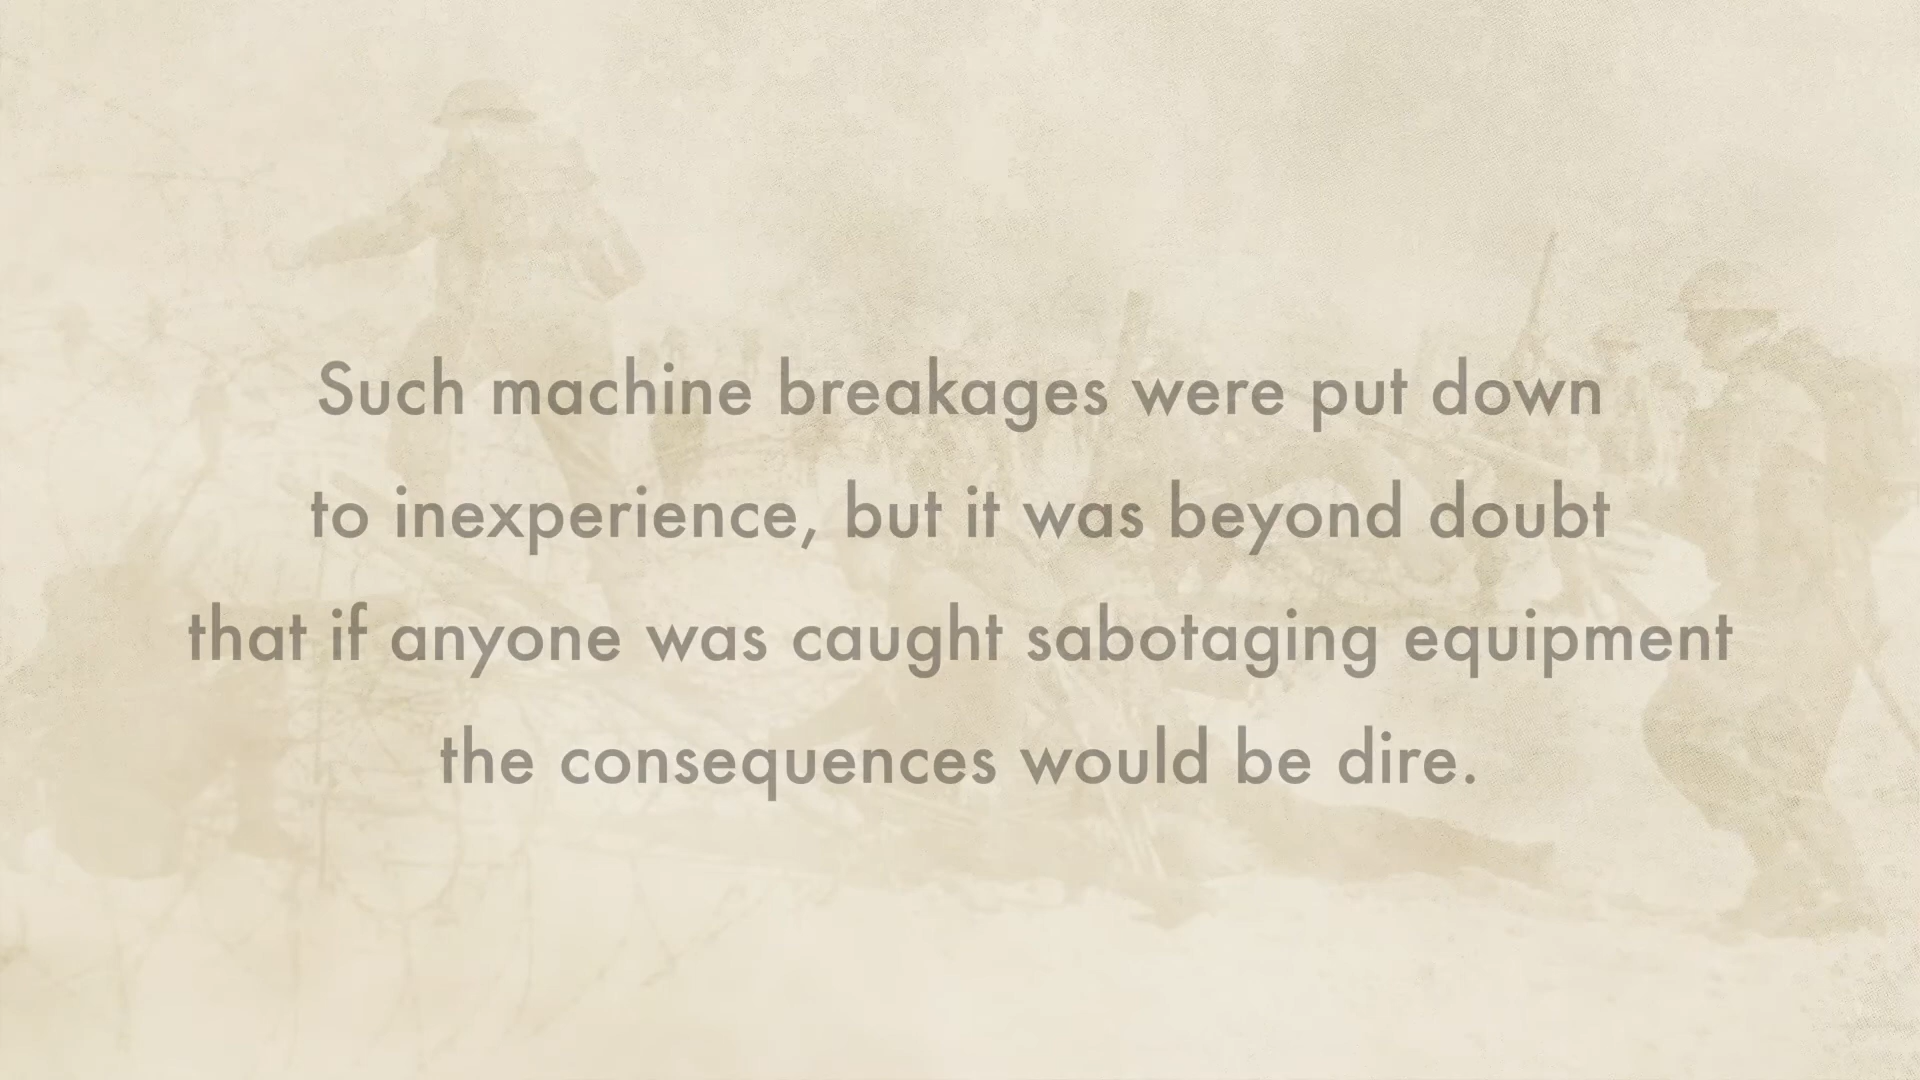 Such machine breakages were put down
to inexperience, but it was beyond doubt
that if anyone was caught sabotaging equipment
the consequences would be dire.